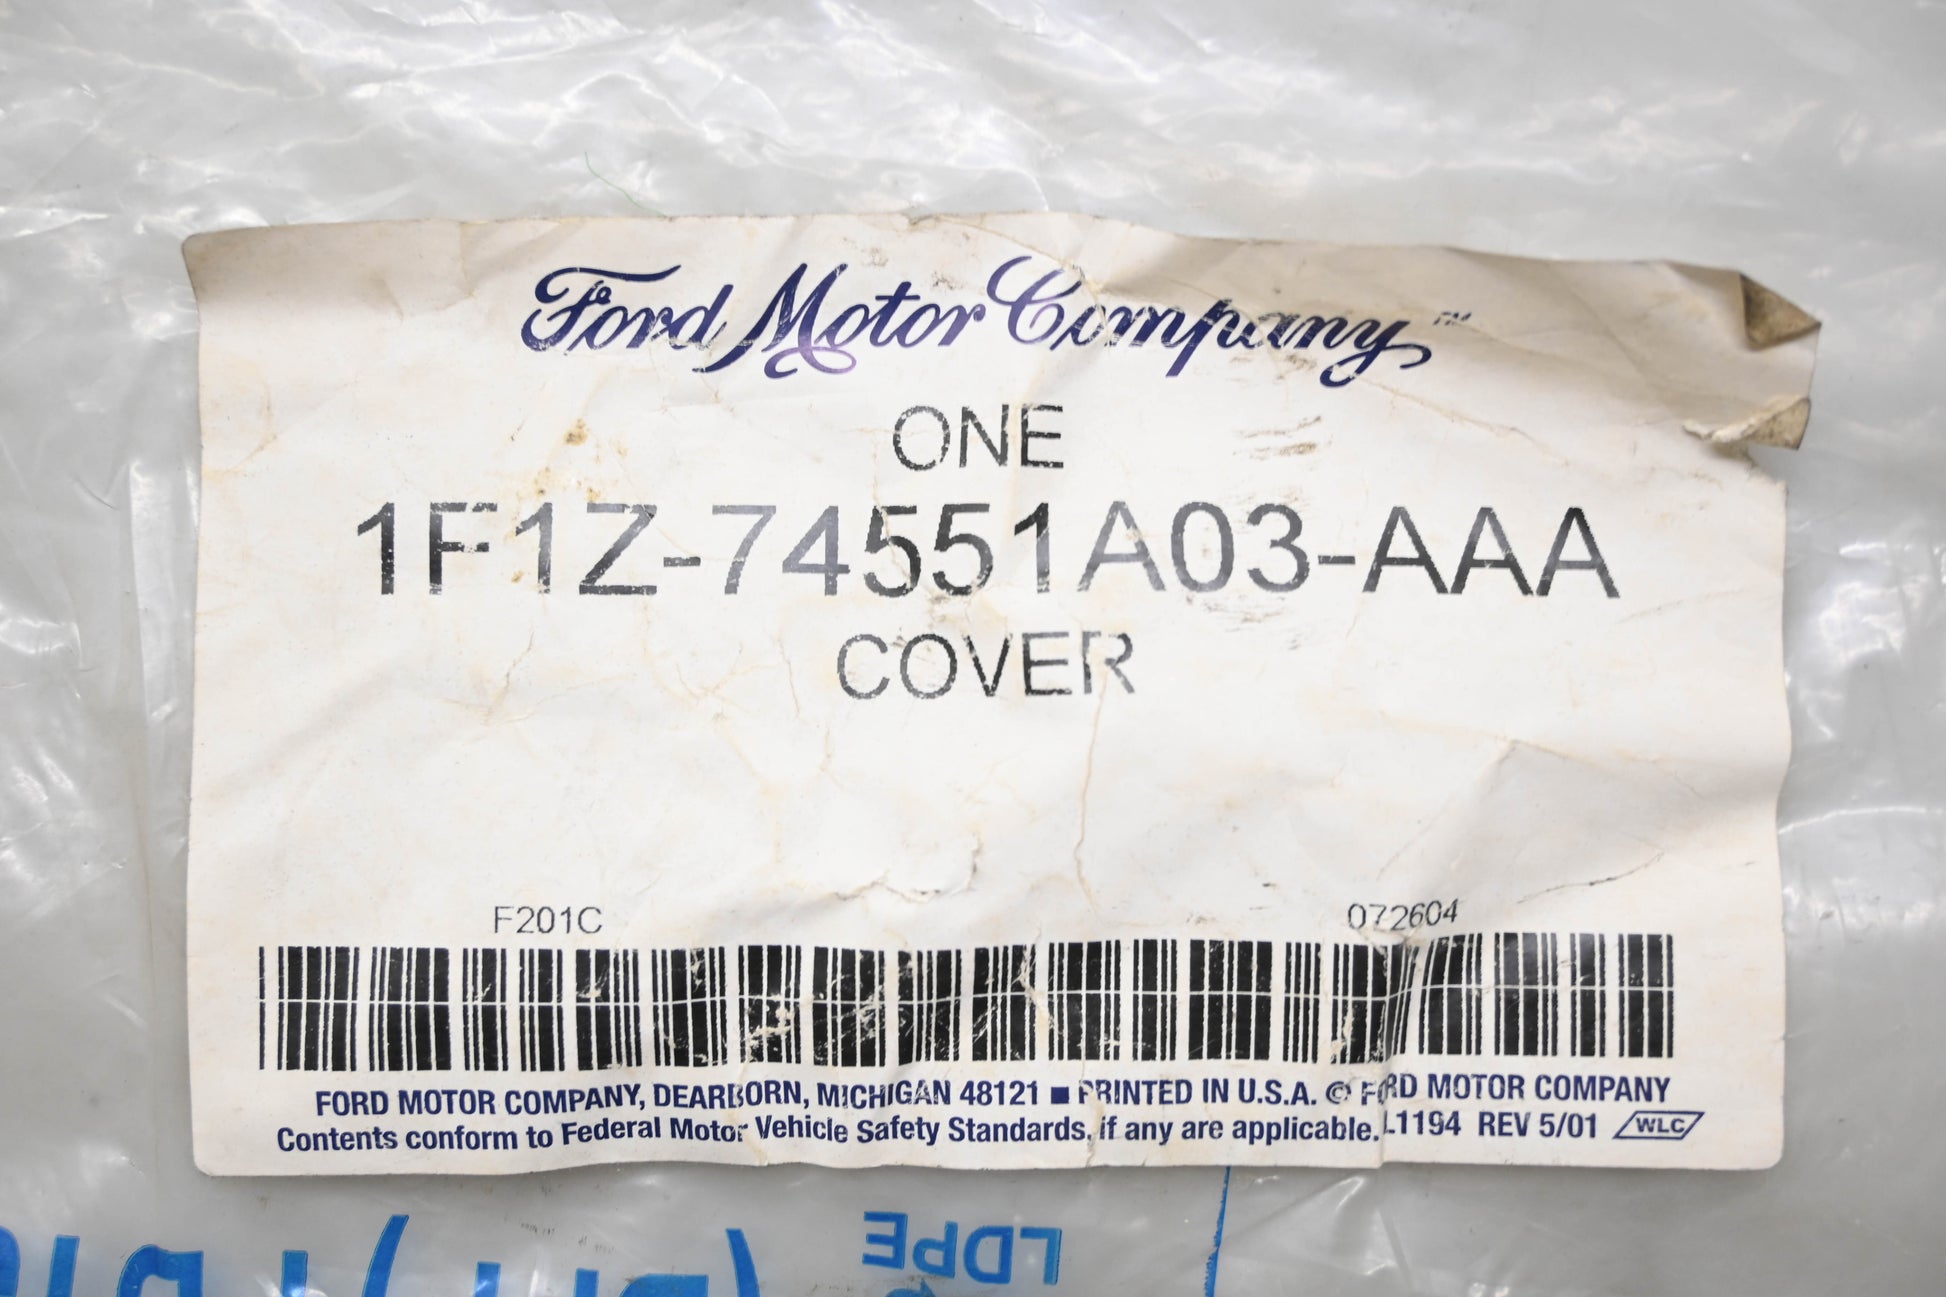 Ford Motor Company™
ONE
1F1Z-74551A03-AAA
COVER
F201C 072604
FORD MOTOR COMPANY, DEARBORN, MICHIGAN 48121 ■ PRINTED IN U.S.A. © FORD MOTOR COMPANY
Contents conform to Federal Motor Vehicle Safety Standards, if any are applicable. L1194 REV 5/01 WLC
LDPE